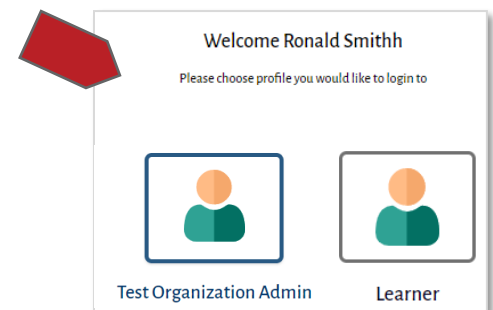 Welcome Ronald Smithh
Please choose profile you would like to login to
Test Organization Admin
Learner